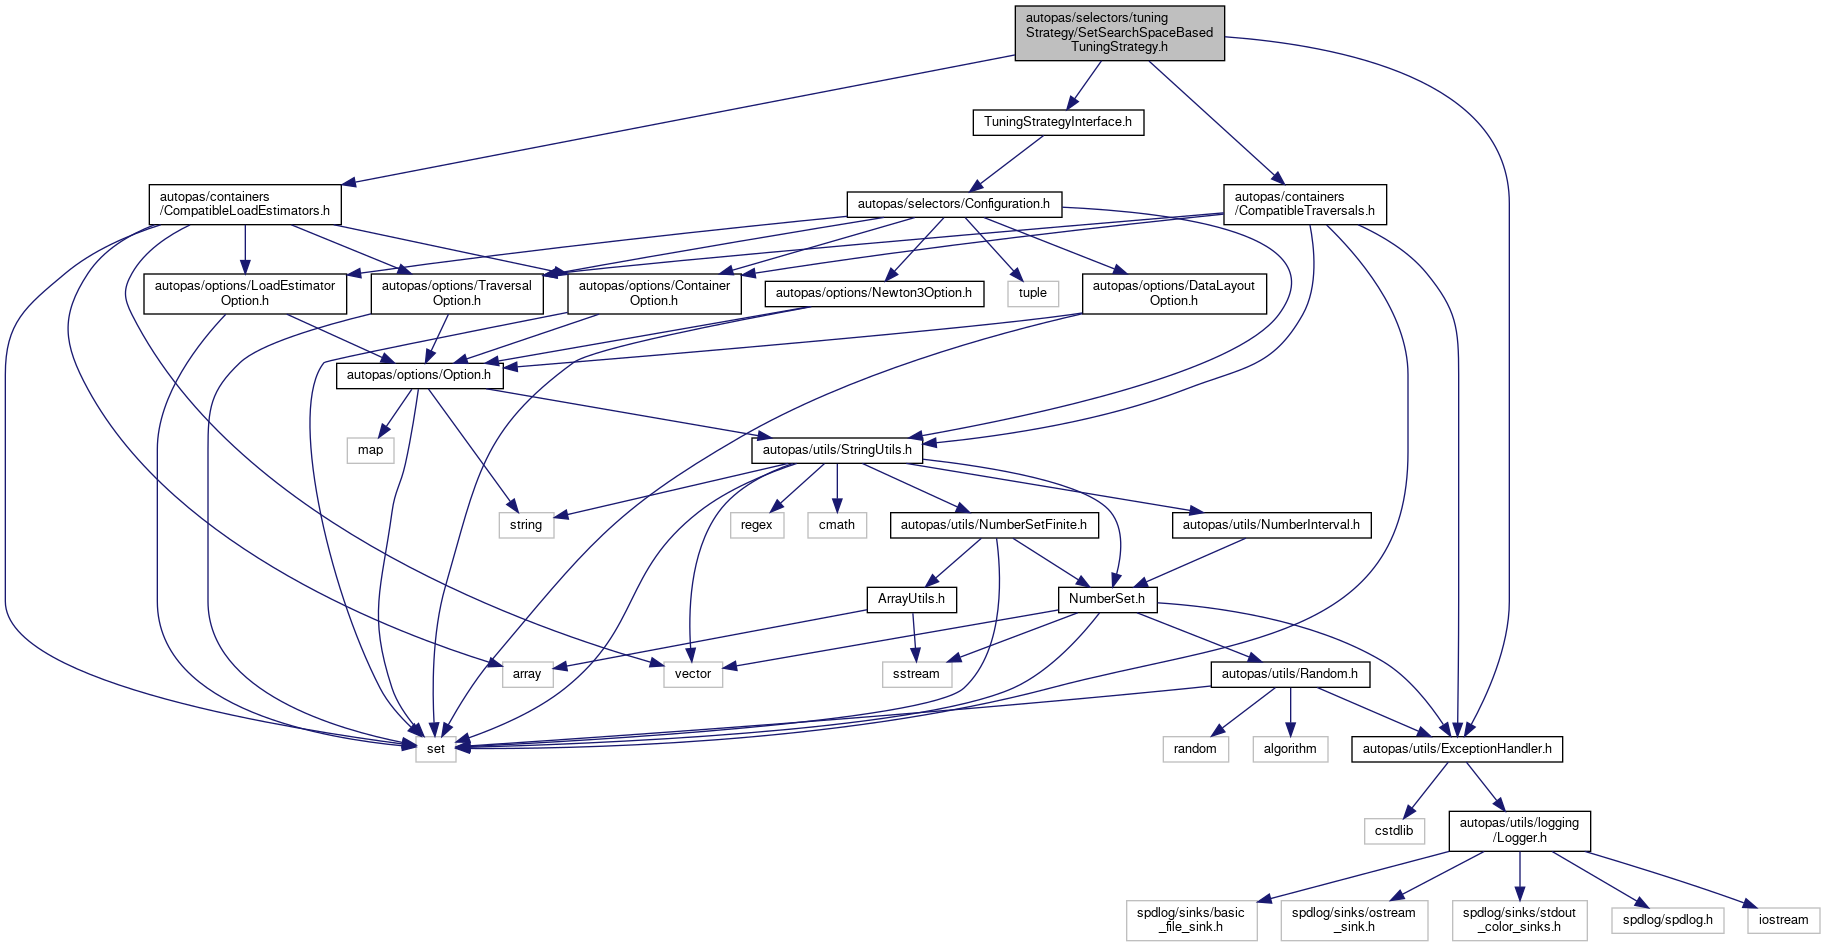 autopas/selectors/tuning
Strategy/SetSearchSpaceBased
TuningStrategy.h
TuningStrategyInterface.h
autopas/containers
/CompatibleLoadEstimators.h
autopas/selectors/Configuration.h
autopas/containers
/CompatibleTraversals.h
autopas/options/LoadEstimator
Option.h
autopas/options/Traversal
Option.h
autopas/options/Container
Option.h
autopas/options/Newton3Option.h
tuple
autopas/options/DataLayout
Option.h
autopas/options/Option.h
map
autopas/utils/StringUtils.h
string
regex
cmath
autopas/utils/NumberSetFinite.h
autopas/utils/NumberInterval.h
ArrayUtils.h
NumberSet.h
array
vector
sstream
autopas/utils/Random.h
set
random
algorithm
autopas/utils/ExceptionHandler.h
cstdlib
autopas/utils/logging
/Logger.h
spdlog/sinks/basic
_file_sink.h
spdlog/sinks/ostream
_sink.h
spdlog/sinks/stdout
_color_sinks.h
spdlog/spdlog.h
iostream